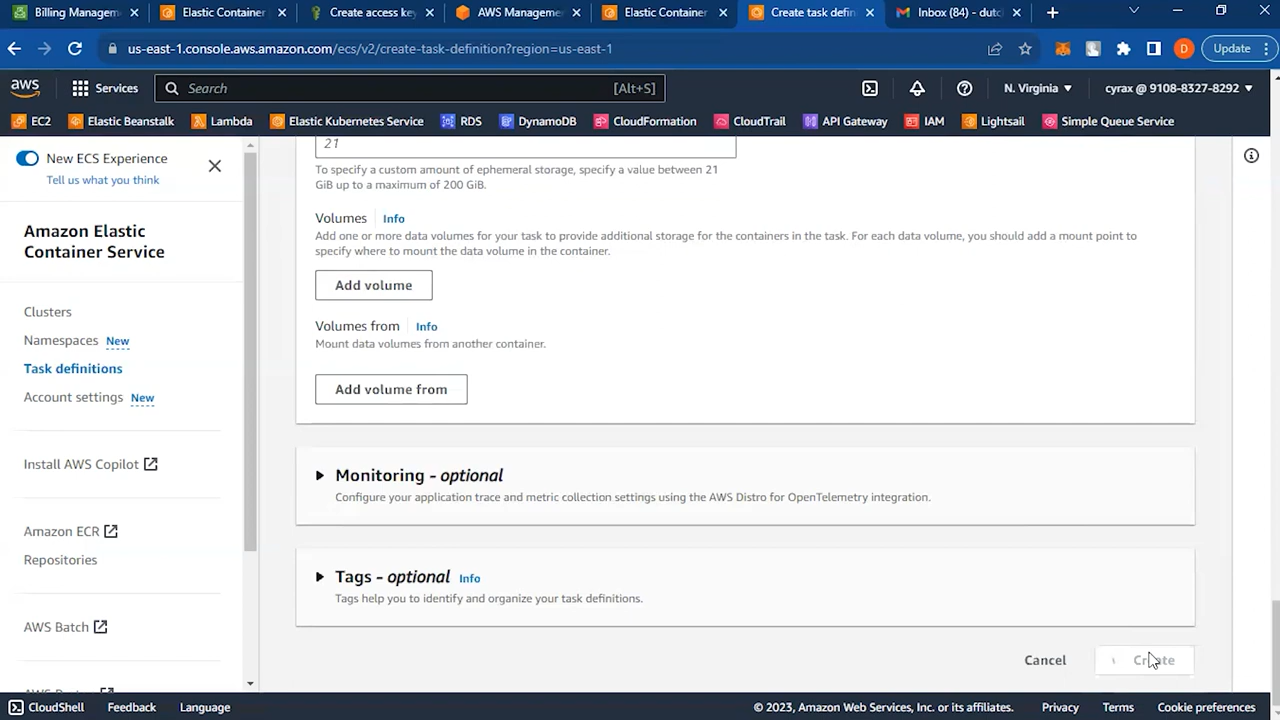 Billing Managem
Elastic Container
Create access key
AWS Manageme
Elastic Container
Create task defin
Inbox (84) - dutch
us-east-1.console.aws.amazon.com/ecs/v2/create-task-definition?region=us-east-1
D
Update
aws
Services
Search
[Alt+S]
N. Virginia
cyrax @ 9108-8327-8292
EC2
Elastic Beanstalk
Lambda
Elastic Kubernetes Service
RDS
DynamoDB
CloudFormation
CloudTrail
API Gateway
IAM
Lightsail
Simple Queue Service
New ECS Experience
Tell us what you think
Amazon Elastic
Container Service
Clusters
Namespaces New
Task definitions
Account settings New
Install AWS Copilot
Amazon ECR
Repositories
AWS Batch
21
To specify a custom amount of ephemeral storage, specify a value between 21
GiB up to a maximum of 200 GiB.
Volumes Info
Add one or more data volumes for your task to provide additional storage for the containers in the task. For each data volume, you should add a mount point to
specify where to mount the data volume in the container.
Add volume
Volumes from Info
Mount data volumes from another container.
Add volume from
Monitoring - optional
Configure your application trace and metric collection settings using the AWS Distro for OpenTelemetry integration.
Tags - optional Info
Tags help you to identify and organize your task definitions.
Cancel
Create
CloudShell
Feedback
Language
© 2023, Amazon Web Services, Inc. or its affiliates.
Privacy
Terms
Cookie preferences